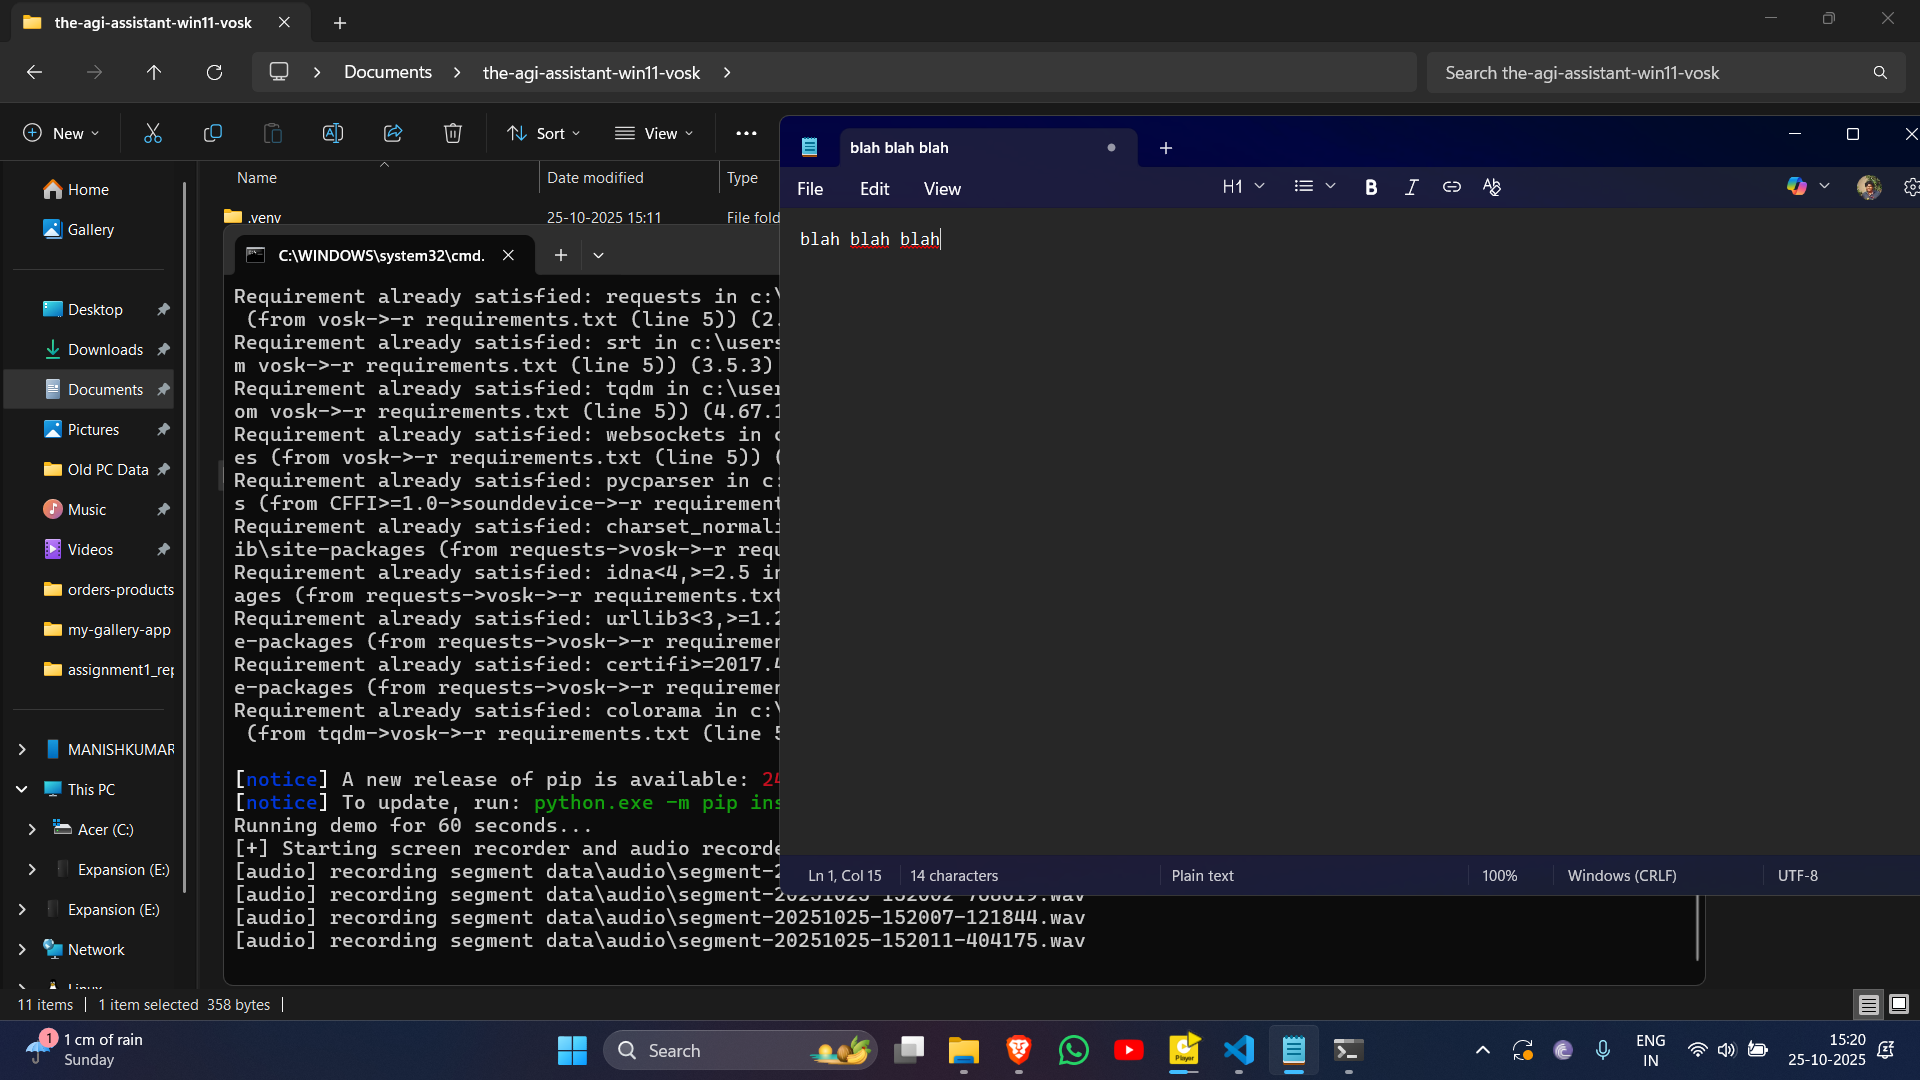 the-agi-assistant-win11-vosk
Documents
the-agi-assistant-win11-vosk
Search the-agi-assistant-win11-vosk
New
Sort
View
Name
Date modified
Type
.venv
25-10-2025 15:11
File fold
Home
Gallery
Desktop
Downloads
Documents
Pictures
Old PC Data
Music
Videos
orders-products
my-gallery-app
assignment1_rep
MANISHKUMAR
This PC
Acer (C:)
Expansion (E:)
Expansion (E:)
Network
Linux
11 items
1 item selected 358 bytes
C:\WINDOWS\system32\cmd.
Requirement already satisfied: requests in c:\
(from vosk->-r requirements.txt (line 5)) (2.
Requirement already satisfied: srt in c:\users
m vosk->-r requirements.txt (line 5)) (3.5.3)
Requirement already satisfied: tqdm in c:\user
om vosk->-r requirements.txt (line 5)) (4.67.1
Requirement already satisfied: websockets in c
es (from vosk->-r requirements.txt (line 5)) (
Requirement already satisfied: pycparser in c:
s (from CFFI>=1.0->sounddevice->-r requirement
Requirement already satisfied: charset_normali
ib\site-packages (from requests->vosk->-r requ
Requirement already satisfied: idna<4,>=2.5 in
ages (from requests->vosk->-r requirements.txt
Requirement already satisfied: urllib3<3,>=1.2
e-packages (from requests->vosk->-r requiremen
Requirement already satisfied: certifi>=2017.4
e-packages (from requests->vosk->-r requiremen
Requirement already satisfied: colorama in c:\
(from tqdm->vosk->-r requirements.txt (line 5
[notice] A new release of pip is available: 24
[notice] To update, run: python.exe -m pip ins
Running demo for 60 seconds...
[+] Starting screen recorder and audio recorde
[audio] recording segment data\audio\segment-2
[audio] recording segment data\audio\segment-20251025-152002-788819.wav
[audio] recording segment data\audio\segment-20251025-152007-121844.wav
[audio] recording segment data\audio\segment-20251025-152011-404175.wav
blah blah blah
File
Edit
View
H1
B
blah blah blah
Ln 1, Col 15
14 characters
Plain text
100%
Windows (CRLF)
UTF-8
1
1 cm of rain
Sunday
Search
Player
ENG
IN
15:20
25-10-2025